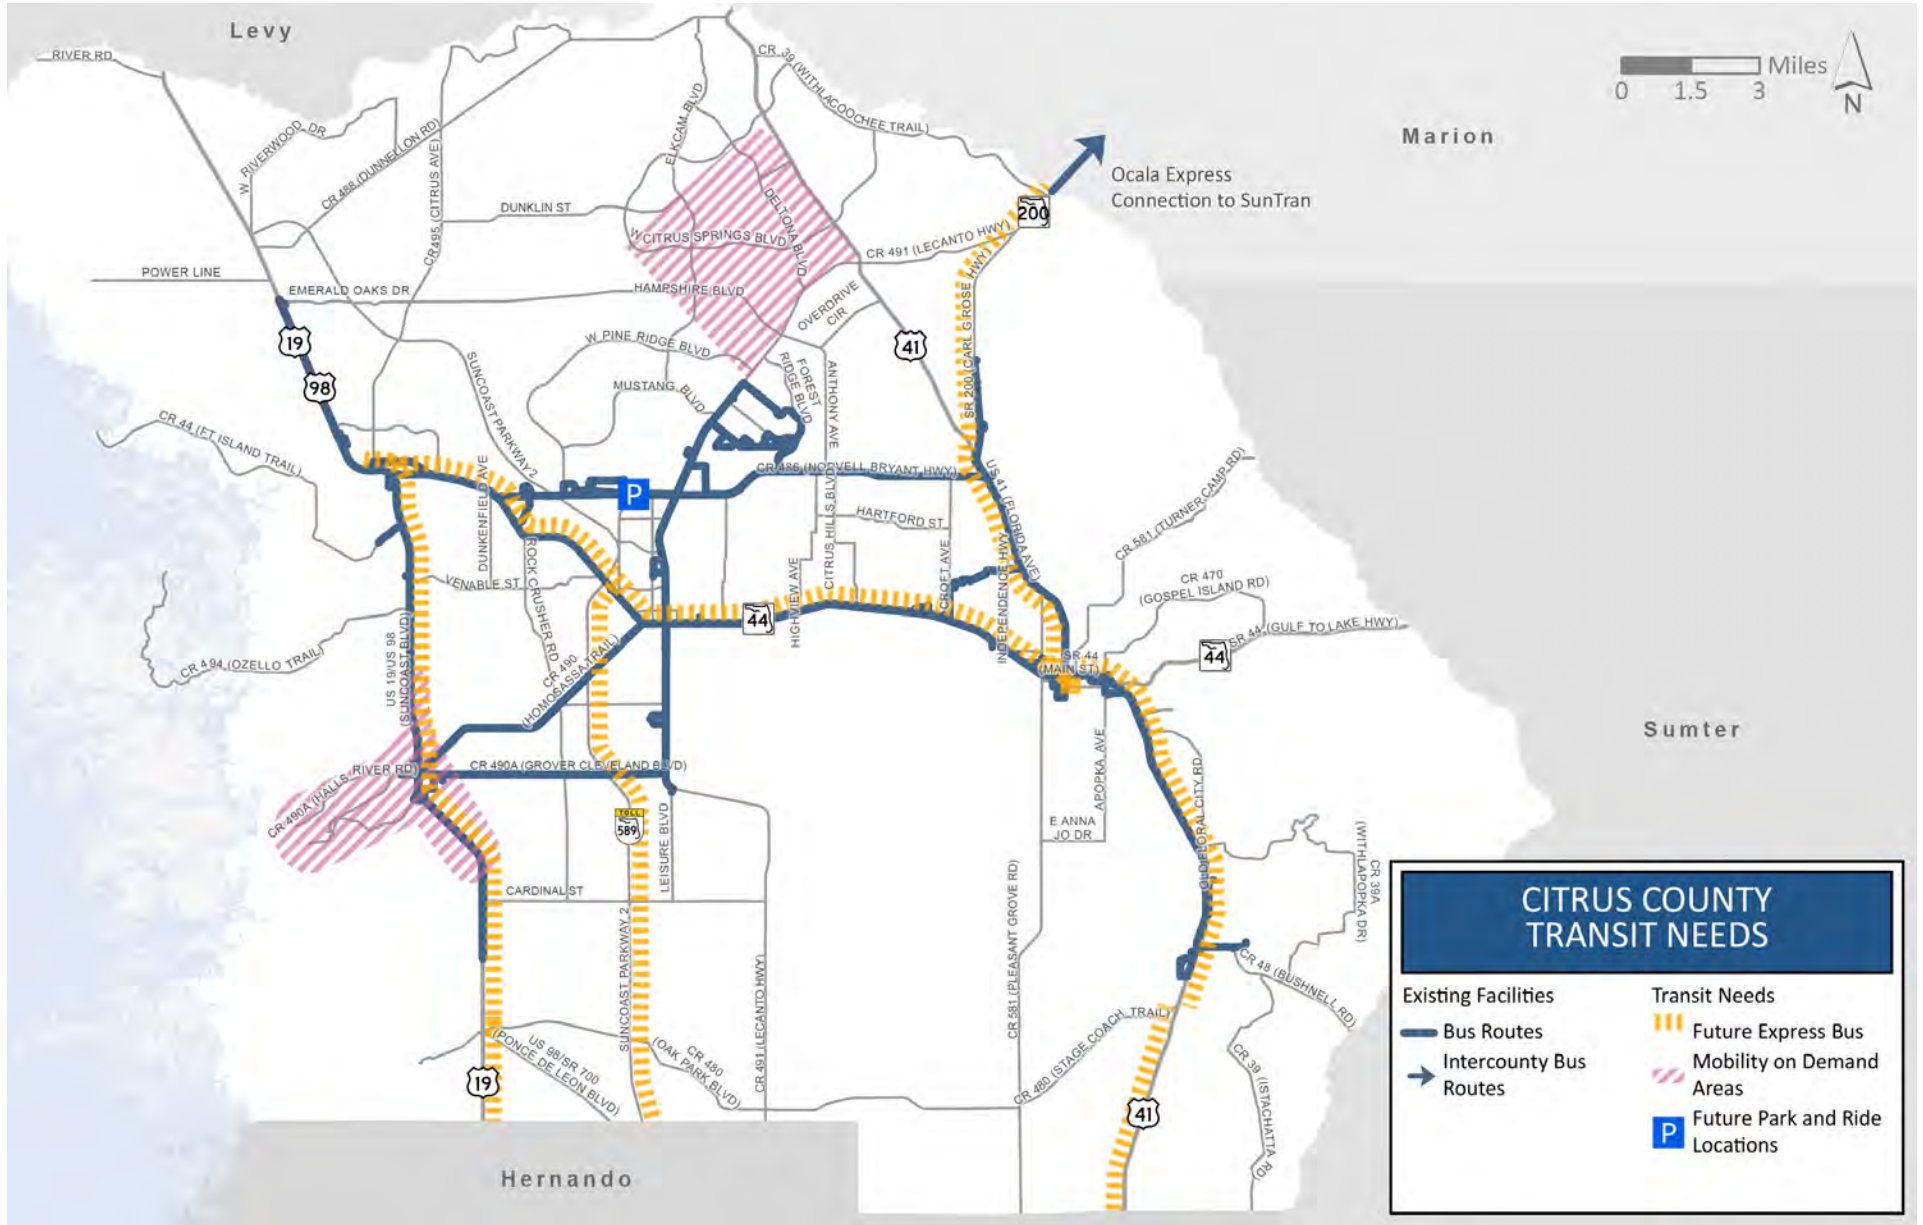 Levy
RIVER RD
CR 39 (WITHLACOOCHEE TRAIL)
Miles
0 1.5 3
N
Marion
W RIVERWOOD DR
CR 488 (DUNNELLON RD)
CR 495 (CITRUS AVE)
ELKCAM BLVD
DELTONA BLVD
Ocala Express
Connection to SunTran
DUNKLIN ST
200
W CITRUS SPRINGS BLVD
CR 491 (LECANTO HWY)
POWER LINE
EMERALD OAKS DR
HAMPSHIRE BLVD
OVERDRIVE
CIR
SR 200 (CARL G ROSE HWY)
19
W PINE RIDGE BLVD
41
98
SUNCOAST PARKWAY 2
MUSTANG BLVD
FOREST
RIDGE BLVD
ANTHONY AVE
CR 44 (FT ISLAND TRAIL)
CR 486 (NORVELL BRYANT HWY)
US 41 (FLORIDA AVE)
CR 581 (TURNER CAMP RD)
P
DUNKENFIELD AVE
HARTFORD ST
CITRUS HILLS BLVD
ROCK CRUSHER RD
VENABLE ST
HIGHVIEW AVE
CROFT AVE
INDEPENDENCE HWY
CR 470
(GOSPEL ISLAND RD)
44
SR 44 (GULF TO LAKE HWY)
44
CR 494 (OZELLO TRAIL)
US 19/US 98
(SUNCOAST BLVD)
CR 490
(HOMOSASSA TRAIL)
SR 44
(MAIN ST)
Sumter
CR 490A (HALLS RIVER RD)
CR 490A (GROVER CLEVELAND BLVD)
APOPKA AVE
OLD FLORAL CITY RD
TOLL
589
LEISURE BLVD
E ANNA
JO DR
CR 39A
(WITHLAPOPKA DR)
CARDINAL ST
SUNCOAST PARKWAY 2
CR 491 (LECANTO HWY)
CR 581 (PLEASANT GROVE RD)
CR 48 (BUSHNELL RD)
CR 480 (STAGE COACH TRAIL)
US 98/SR 700
(PONCE DE LEON BLVD)
CR 480
(OAK PARK BLVD)
19
41
CR 39 (ISTACHATTA RD)
Hernando
CITRUS COUNTY
TRANSIT NEEDS
Existing Facilities
Bus Routes
Intercounty Bus
Routes
Transit Needs
Future Express Bus
Mobility on Demand
Areas
P
Future Park and Ride
Locations